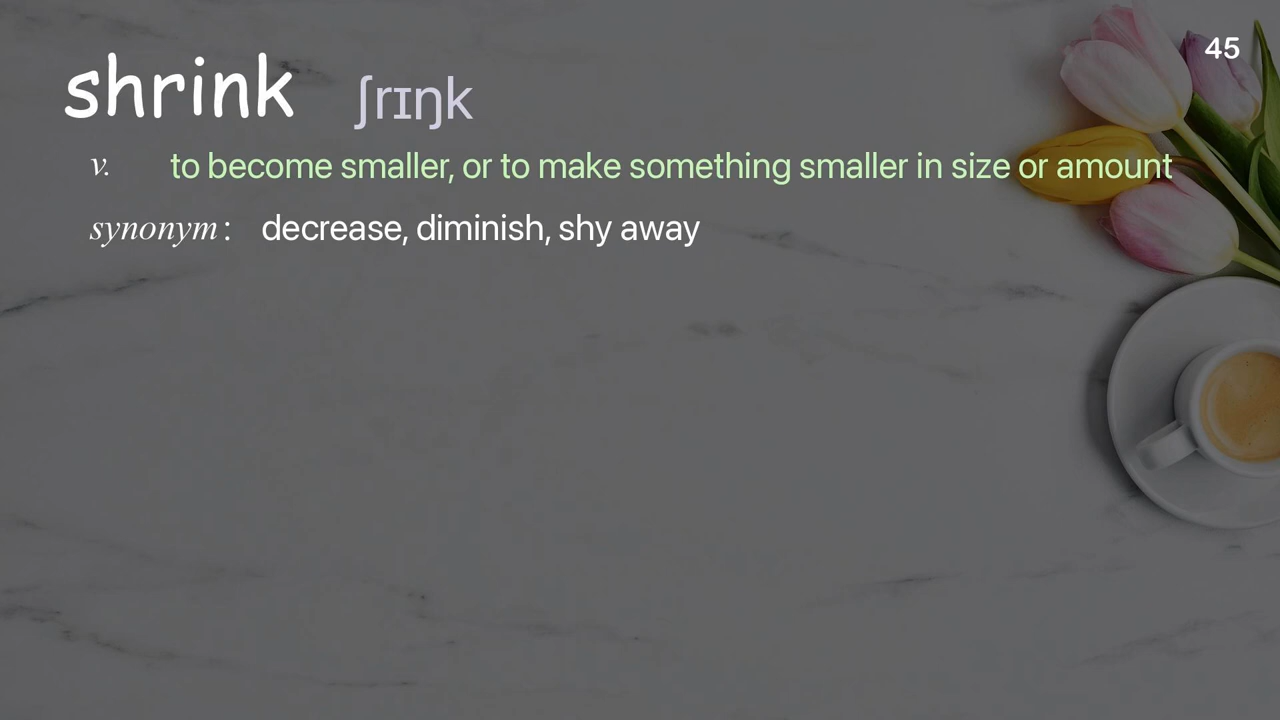 45
shrink ʃrɪŋk
v. to become smaller, or to make something smaller in size or amount
synonym : decrease, diminish, shy away